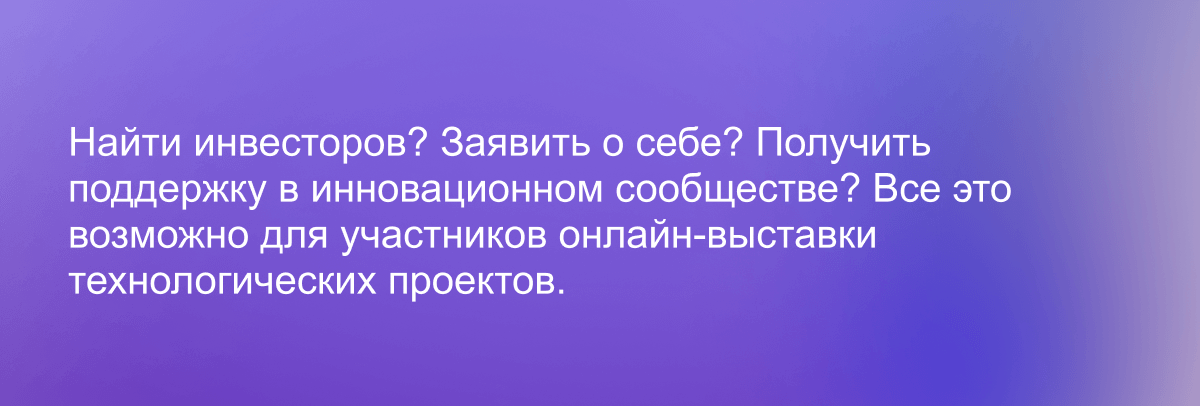 Найти инвесторов? Заявить о себе? Получить
поддержку в инновационном сообществе? Все это
возможно для участников онлайн-выставки
технологических проектов.